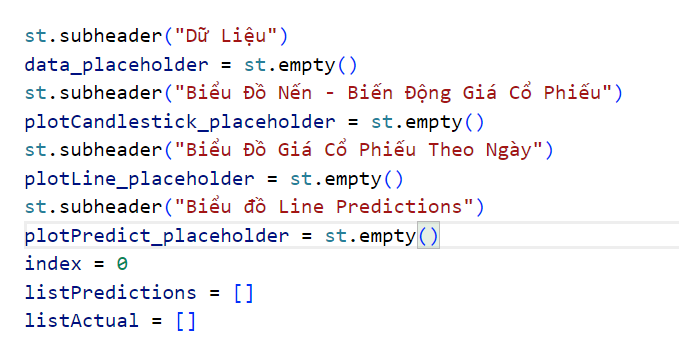 st.subheader("Dữ Liệu")
data_placeholder = st.empty()
st.subheader("Biểu Đồ Nến - Biến Động Giá Cổ Phiếu")
plotCandlestick_placeholder = st.empty()
st.subheader("Biểu Đồ Giá Cổ Phiếu Theo Ngày")
plotLine_placeholder = st.empty()
st.subheader("Biểu đồ Line Predictions")
plotPredict_placeholder = st.empty()
index = 0
listPredictions = []
listActual = []